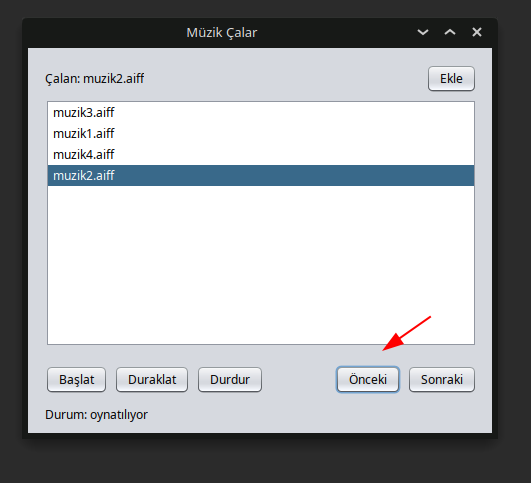 Müzik Çalar
Çalan: muzik2.aiff
Ekle
muzik3.aiff
muzik1.aiff
muzik4.aiff
muzik2.aiff
Başlat Duraklat Durdur Önceki Sonraki
Durum: oynatılıyor